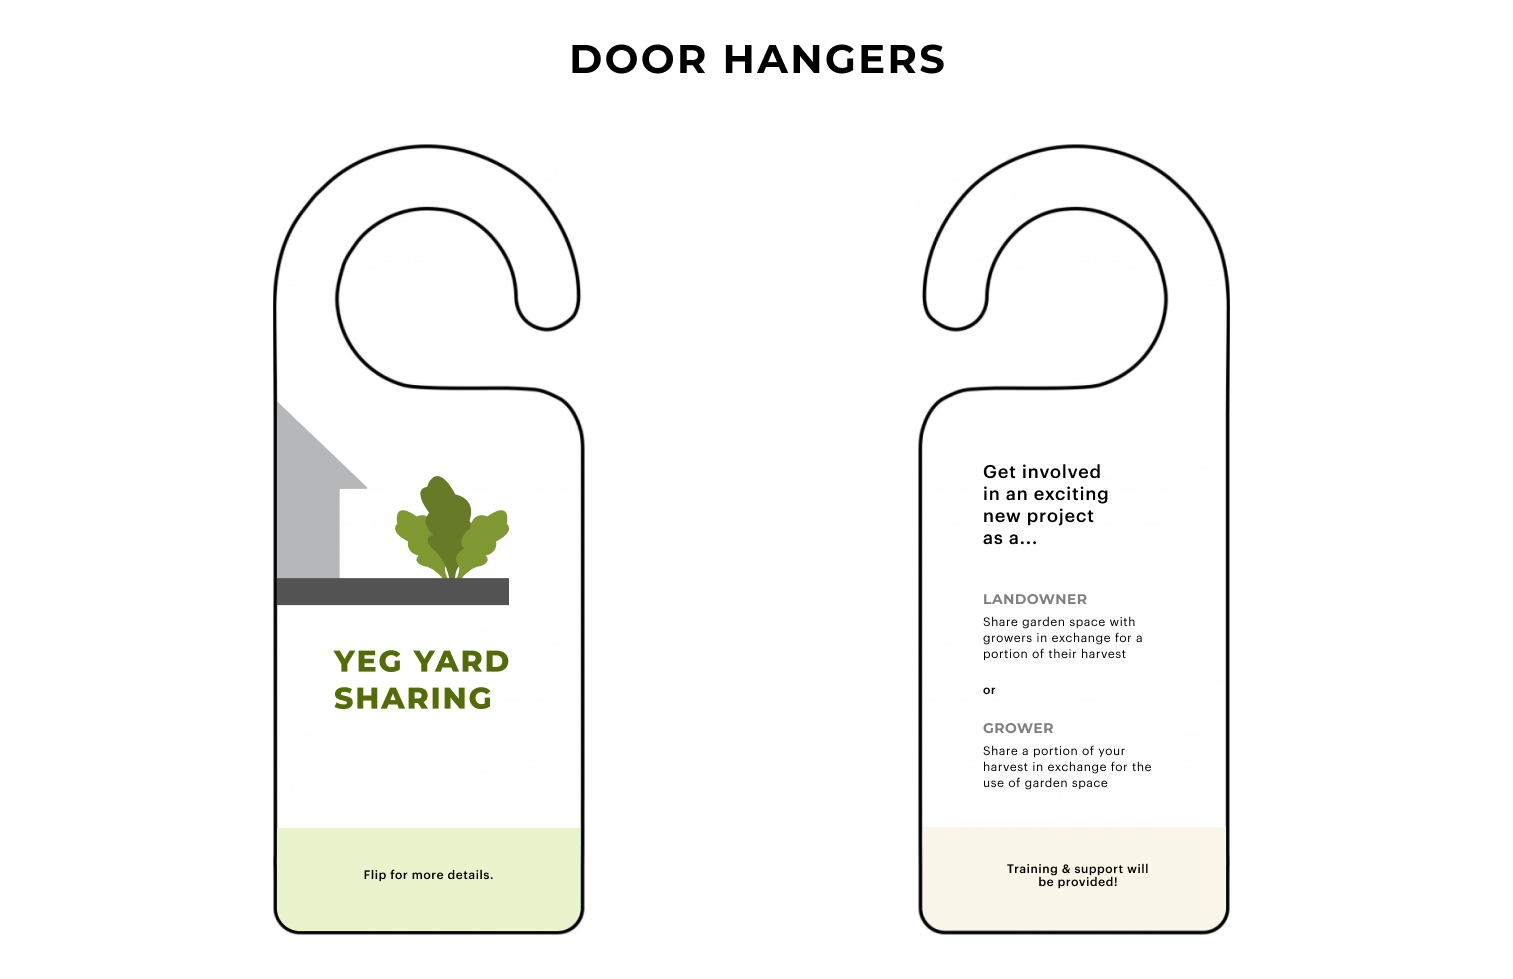 DOOR HANGERS
YEG YARD
SHARING
Flip for more details.
Get involved
in an exciting
new project
as a...
LANDOWNER
Share garden space with
growers in exchange for a
portion of their harvest
or
GROWER
Share a portion of your
harvest in exchange for the
use of garden space
Training & support will
be provided!